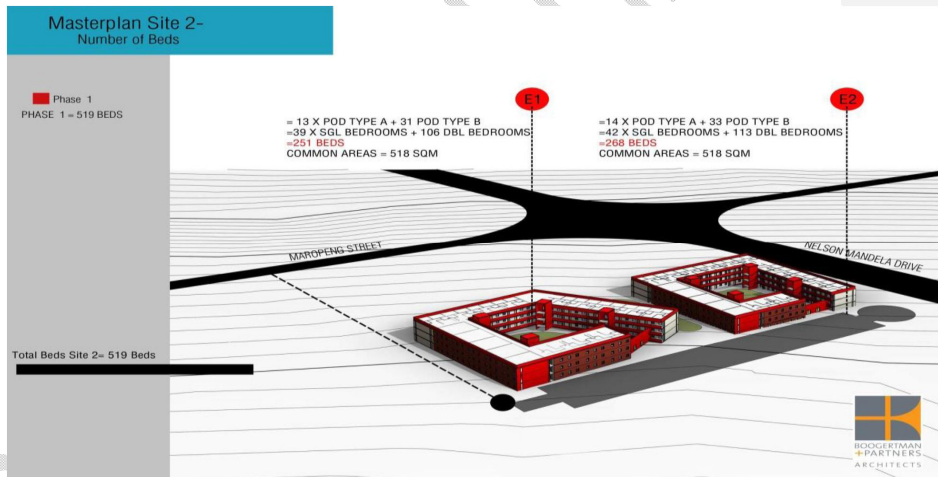 Masterplan Site 2-
Number of Beds
Phase 1
PHASE 1 = 519 BEDS
E1
= 13 X POD TYPE A + 31 POD TYPE B
=39 X SGL BEDROOMS + 106 DBL BEDROOMS
=251 BEDS
COMMON AREAS = 518 SQM
E2
=14 X POD TYPE A + 33 POD TYPE B
=42 X SGL BEDROOMS + 113 DBL BEDROOMS
=268 BEDS
COMMON AREAS = 518 SQM
MAROPENG STREET
NELSON MANDELA DRIVE
Total Beds Site 2= 519 Beds
BOOGERTMAN
+PARTNERS
ARCHITECTS